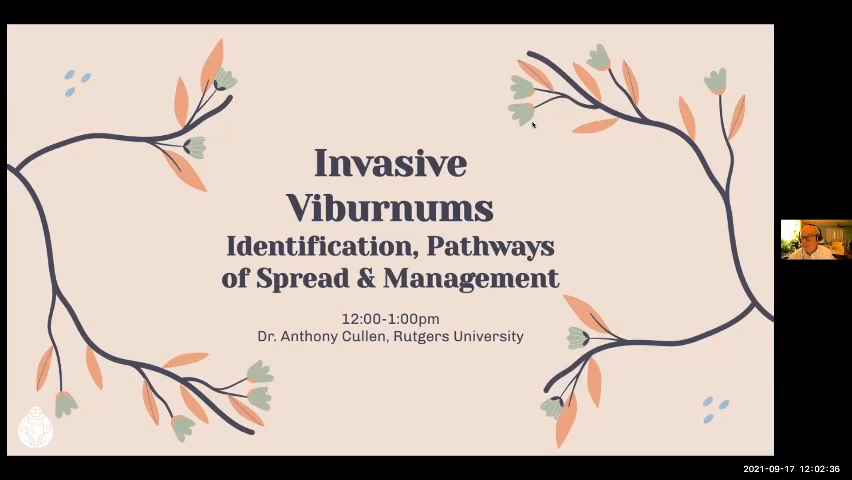 Invasive
Viburnums
Identification, Pathways
of Spread & Management
12:00-1:00pm
Dr. Anthony Cullen, Rutgers University
2021-09-17 12:02:36